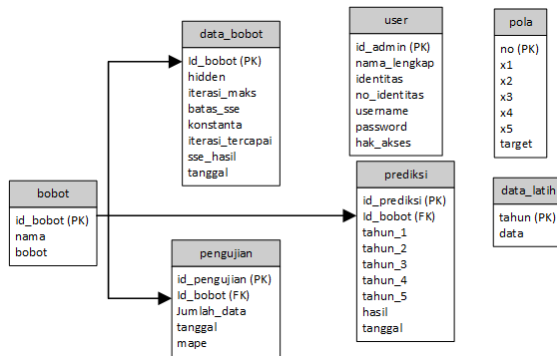 data_bobot
Id_bobot (PK)
hidden
iterasi_maks
batas_sse
konstanta
iterasi_tercapai
sse_hasil
tanggal
user
id_admin (PK)
nama_lengkap
identitas
no_identitas
username
password
hak_akses
pola
no (PK)
x1
x2
x3
x4
x5
target
bobot
id_bobot (PK)
nama
bobot
pengujian
id_pengujian (PK)
Id_bobot (FK)
Jumlah_data
tanggal
mape
prediksi
id_prediksi (PK)
Id_bobot (FK)
tahun_1
tahun_2
tahun_3
tahun_4
tahun_5
hasil
tanggal
data_latih
tahun (PK)
data